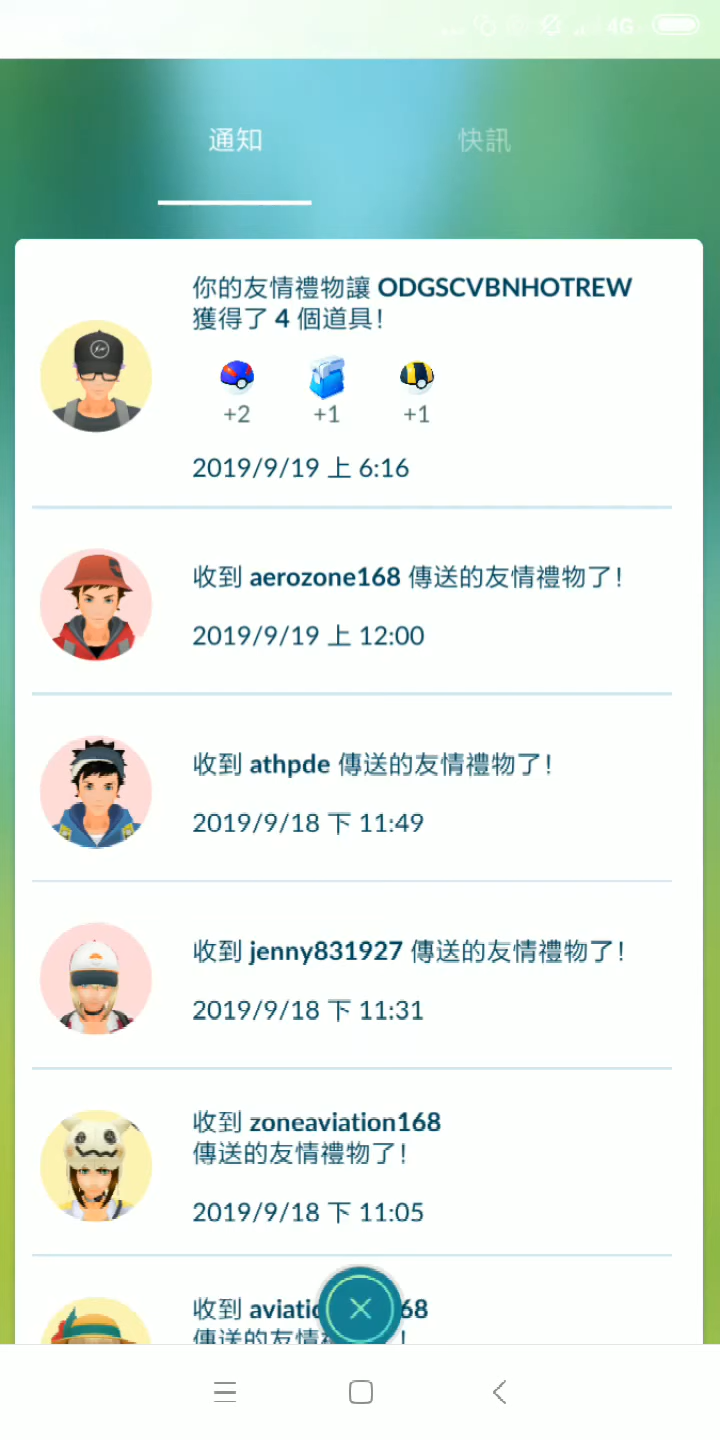 4G
通知
快訊
你的友情禮物讓 ODGSCVBNHOTREW
獲得了 4 個道具！
+2
+1
+1
2019/9/19 上 6:16
收到 aerozone168 傳送的友情禮物了！
2019/9/19 上 12:00
收到 athpde 傳送的友情禮物了！
2019/9/18 下 11:49
收到 jenny831927 傳送的友情禮物了！
2019/9/18 下 11:31
收到 zoneaviation168
傳送的友情禮物了！
2019/9/18 下 11:05
收到
傳送的友情